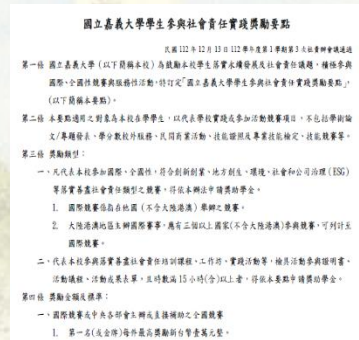 國立嘉義大學學生參與社會責任實踐獎勵要點
民國 112 年 12 月 13 日 112 學年度第 1 學期第 3 次社責辦會議通過
第一條 國立嘉義大學（以下簡稱本校）為鼓勵本校學生落實永續發展及社會責任議題，積極參與
國際、全國性競賽與服務性活動，特訂定「國立嘉義大學學生參與社會責任實踐獎勵要點」，
（以下簡稱本要點）。
第二條 本要點適用之對象為本校在學學生，以代表學校實踐或參加活動競賽項目，不包括學術論
文/專題發表、學分數校外服務、民間商業活動、技能證照及專業技能檢定、技能競賽等。
第三條 獎勵類型：
一、凡代表本校參加國際、全國性，符合創新創業、地方創生、環境、社會和公司治理(ESG)
等落實善盡社會責任類型之競賽，得依本辦法申請獎助學金。
1. 國際競賽係指在他國（不含大陸港澳）舉辦之競賽。
2. 大陸港澳地區主辦國際賽事，應有三個以上國家(不含大陸港澳)參與競賽，可列計至
國際競賽。
二、代表本校參與落實善盡社會責任培訓課程、工作坊、實踐活動等，檢具活動參與證明書、
活動議程、活動成果表單，且時數滿 15 小時(含)以上者，得依本要點申請獎助學金。
第四條 獎勵金額及標準：
一、國際競賽或中央各部會主辦或直接補助之全國競賽
1. 第一名(或金牌)每件最高獎勵新台幣壹萬元整。